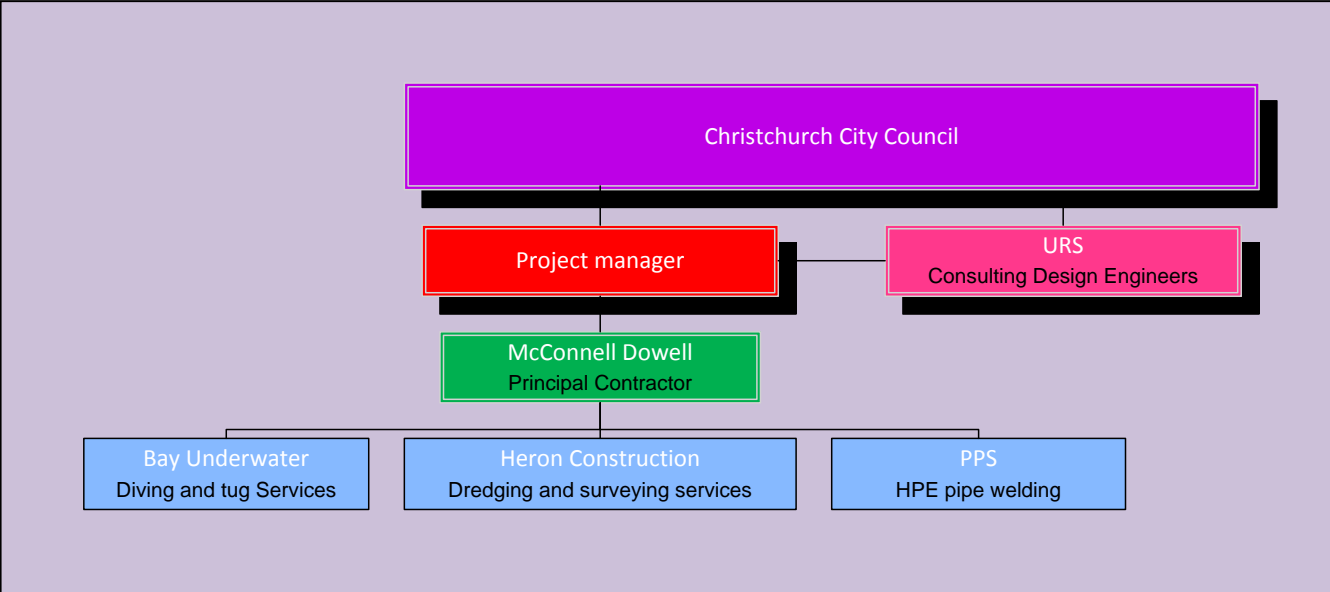 Christchurch City Council
Project manager
URS
Consulting Design Engineers
McConnell Dowell
Principal Contractor
Bay Underwater
Diving and tug Services
Heron Construction
Dredging and surveying services
PPS
HPE pipe welding